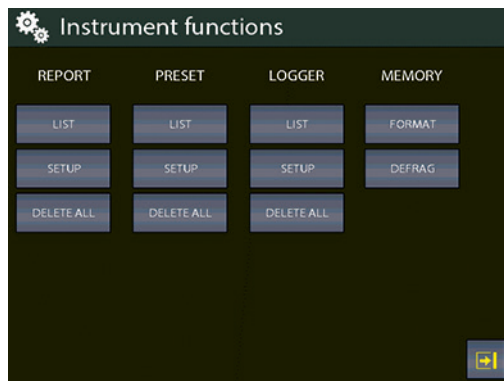 Instrument functions
REPORT PRESET LOGGER MEMORY
LIST LIST LIST FORMAT
SETUP SETUP SETUP DEFRAG
DELETE ALL DELETE ALL DELETE ALL